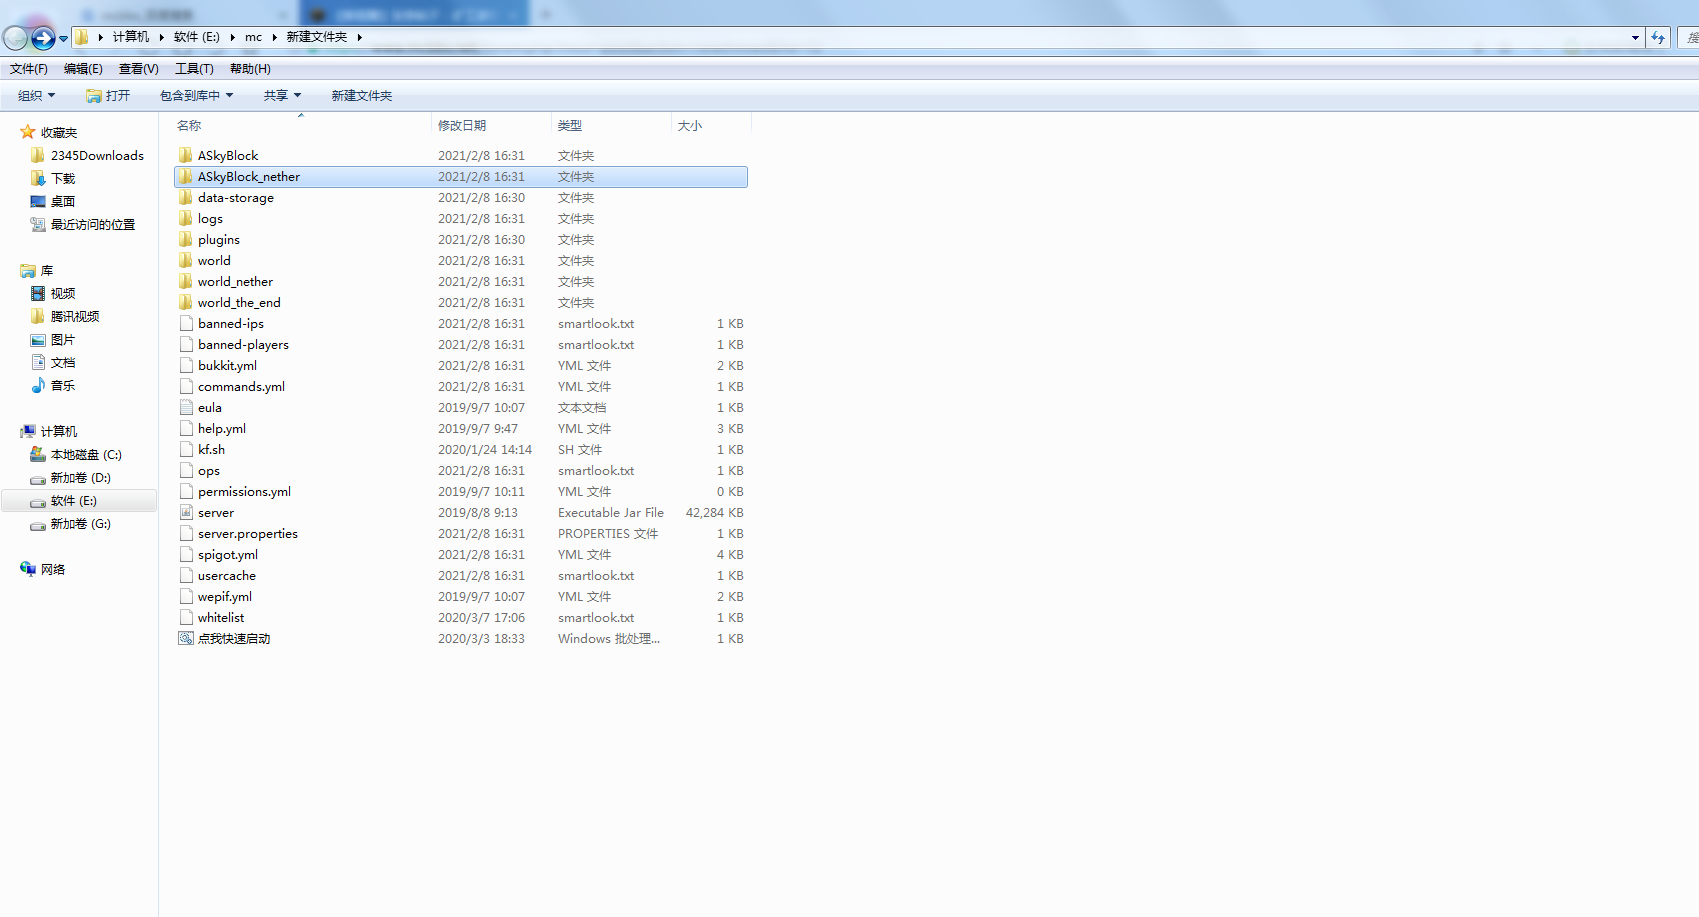 计算机 软件 (E:) mc 新建文件夹
文件(F) 编辑(E) 查看(V) 工具(T) 帮助(H)
组织 打开 包含到库中 共享 新建文件夹
收藏夹
2345Downloads
下载
桌面
最近访问的位置
库
视频
腾讯视频
图片
文档
音乐
计算机
本地磁盘 (C:)
新加卷 (D:)
软件 (E:)
新加卷 (G:)
网络
名称 修改日期 类型 大小
ASkyBlock 2021/2/8 16:31 文件夹
ASkyBlock_nether 2021/2/8 16:31 文件夹
data-storage 2021/2/8 16:30 文件夹
logs 2021/2/8 16:31 文件夹
plugins 2021/2/8 16:30 文件夹
world 2021/2/8 16:31 文件夹
world_nether 2021/2/8 16:31 文件夹
world_the_end 2021/2/8 16:31 文件夹
banned-ips 2021/2/8 16:31 smartlook.txt 1 KB
banned-players 2021/2/8 16:31 smartlook.txt 1 KB
bukkit.yml 2021/2/8 16:31 YML 文件 2 KB
commands.yml 2021/2/8 16:31 YML 文件 1 KB
eula 2019/9/7 10:07 文本文档 1 KB
help.yml 2019/9/7 9:47 YML 文件 3 KB
kf.sh 2020/1/24 14:14 SH 文件 1 KB
ops 2021/2/8 16:31 smartlook.txt 1 KB
permissions.yml 2019/9/7 10:11 YML 文件 0 KB
server 2019/8/8 9:13 Executable Jar File 42,284 KB
server.properties 2021/2/8 16:31 PROPERTIES 文件 1 KB
spigot.yml 2021/2/8 16:31 YML 文件 4 KB
usercache 2021/2/8 16:31 smartlook.txt 1 KB
wepif.yml 2019/9/7 10:07 YML 文件 2 KB
whitelist 2020/3/7 17:06 smartlook.txt 1 KB
点我快速启动 2020/3/3 18:33 Windows 批处理... 1 KB